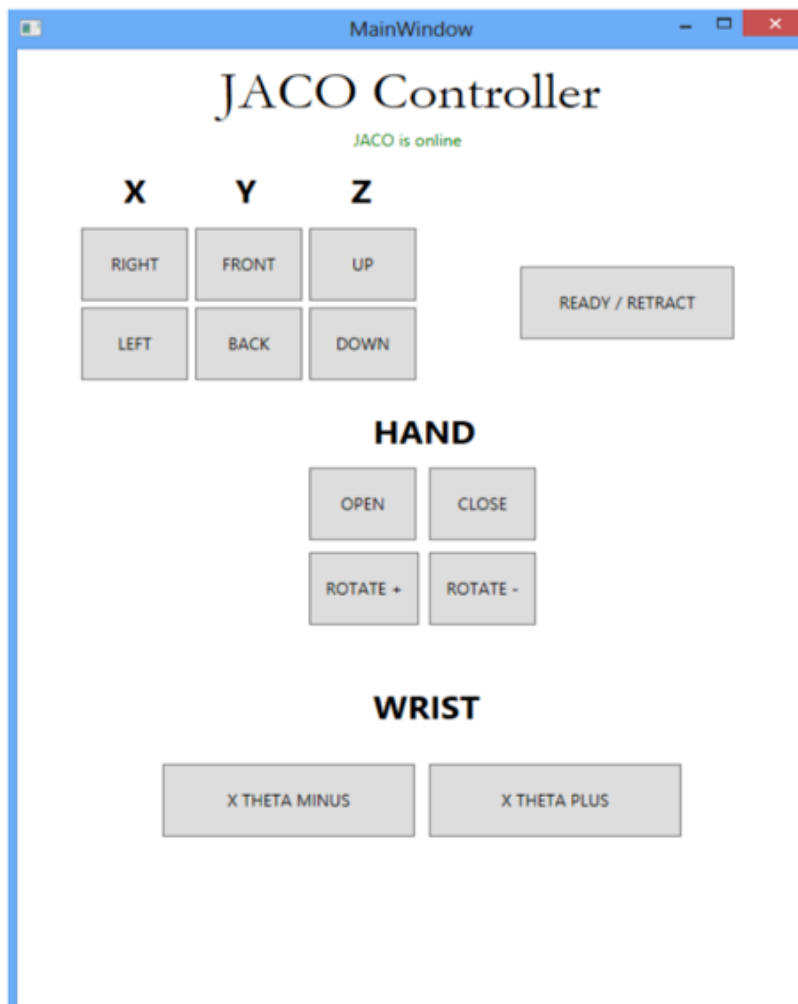 MainWindow
JACO Controller
JACO is online
X Y Z
RIGHT FRONT UP
READY / RETRACT
LEFT BACK DOWN
HAND
OPEN CLOSE
ROTATE + ROTATE -
WRIST
X THETA MINUS X THETA PLUS